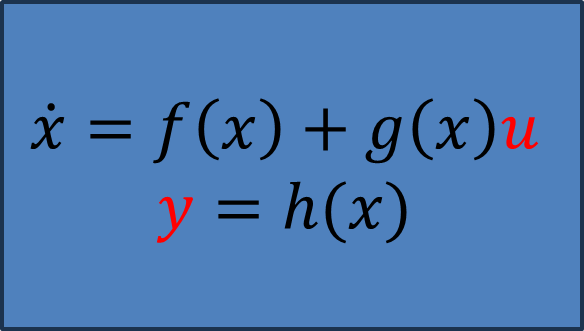 ẋ = f(x) + g(x)u
y = h(x)